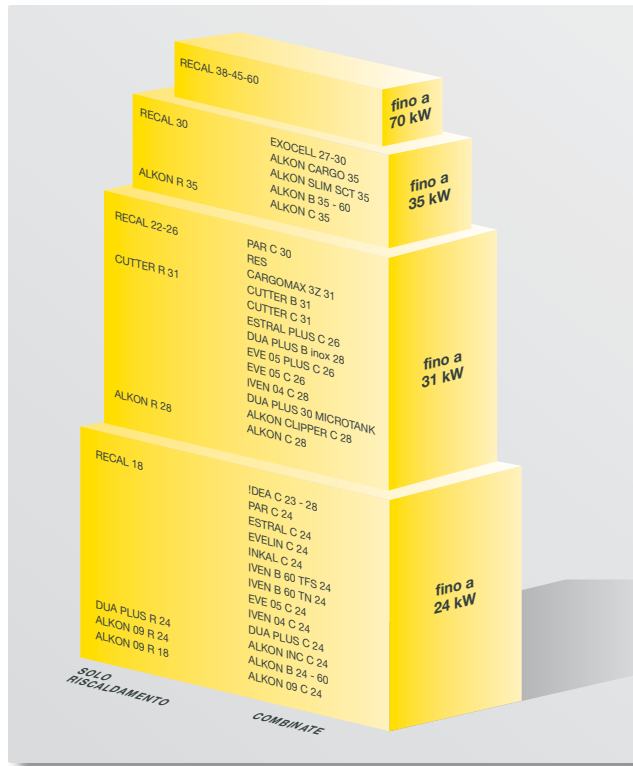 RECAL 38-45-60
fino a
70 kW
RECAL 30
ALKON R 35
EXOCELL 27-30
ALKON CARGO 35
ALKON SLIM SCT 35
ALKON B 35 - 60
ALKON C 35
fino a
35 kW
RECAL 22-26
CUTTER R 31
ALKON R 28
PAR C 30
RES
CARGOMAX 3Z 31
CUTTER B 31
CUTTER C 31
ESTRAL PLUS C 26
DUA PLUS B inox 28
EVE 05 PLUS C 26
EVE 05 C 26
IVEN 04 C 28
DUA PLUS 30 MICROTANK
ALKON CLIPPER C 28
ALKON C 28
fino a
31 kW
RECAL 18
DUA PLUS R 24
ALKON 09 R 24
ALKON 09 R 18
!DEA C 23 - 28
PAR C 24
ESTRAL C 24
EVELIN C 24
INKAL C 24
IVEN B 60 TFS 24
IVEN B 60 TN 24
EVE 05 C 24
IVEN 04 C 24
DUA PLUS C 24
ALKON INC C 24
ALKON B 24 - 60
ALKON 09 C 24
fino a
24 kW
SOLO
RISCALDAMENTO
COMBINATE